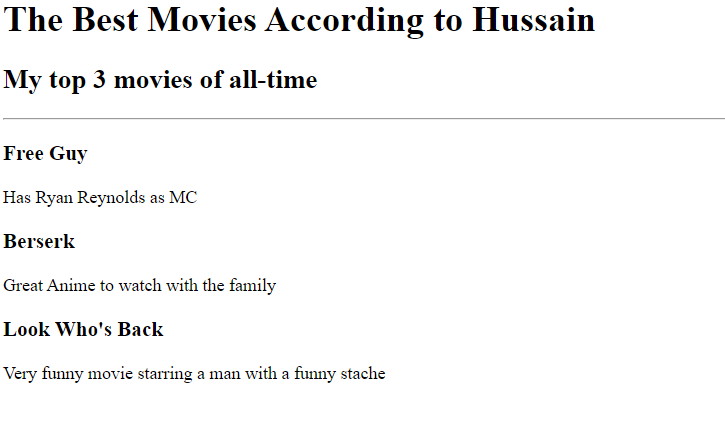 The Best Movies According to Hussain
My top 3 movies of all-time
Free Guy
Has Ryan Reynolds as MC
Berserk
Great Anime to watch with the family
Look Who's Back
Very funny movie starring a man with a funny stache